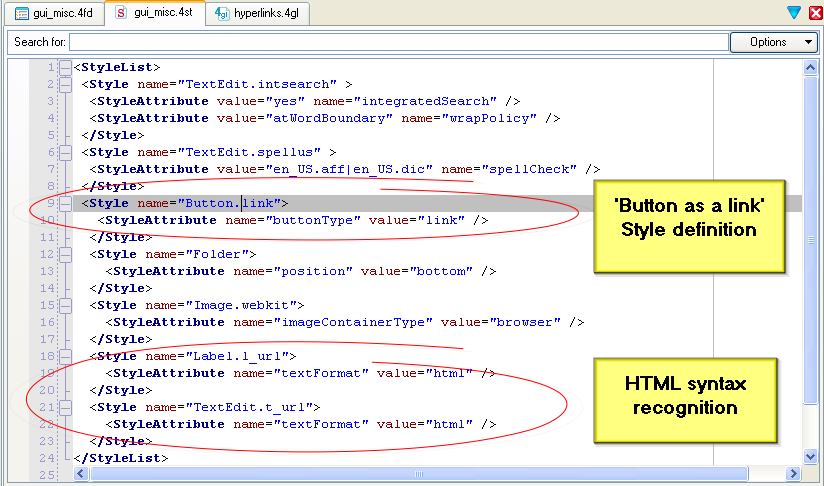 gui_misc.4fd gui_misc.4st hyperlinks.4gl
Search for: Options
1 <StyleList>
2 <Style name="TextEdit.intsearch" >
3 <StyleAttribute value="yes" name="integratedSearch" />
4 <StyleAttribute value="atWordBoundary" name="wrapPolicy" />
5 </Style>
6 <Style name="TextEdit.spellus" >
7 <StyleAttribute value="en_US.aff|en_US.dic" name="spellCheck" />
8 </Style>
9 <Style name="Button.link">
10 <StyleAttribute name="buttonType" value="link" />
11 </Style>
12 <Style name="Folder">
13 <StyleAttribute name="position" value="bottom" />
14 </Style>
15 <Style name="Image.webkit">
16 <StyleAttribute name="imageContainerType" value="browser" />
17 </Style>
18 <Style name="Label.l_url">
19 <StyleAttribute name="textFormat" value="html" />
20 </Style>
21 <Style name="TextEdit.t_url">
22 <StyleAttribute name="textFormat" value="html" />
23 </Style>
24 </StyleList>
25
'Button as a link'
Style definition
HTML syntax
recognition